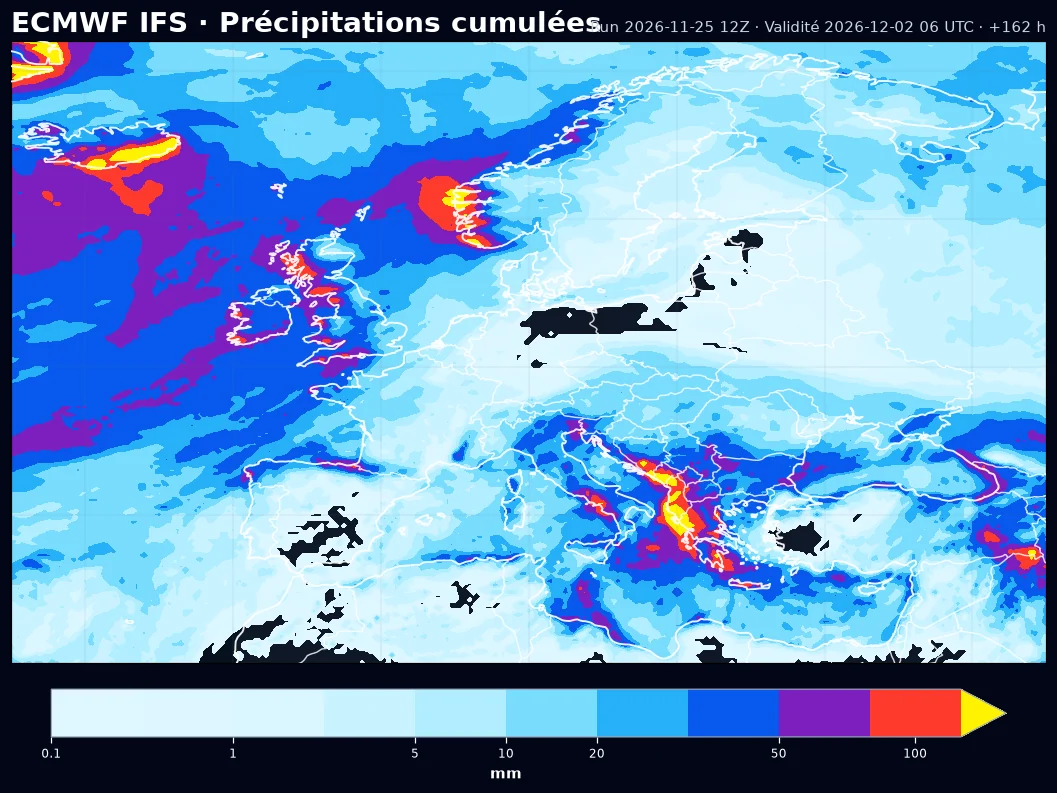 ECMWF IFS · Précipitations cumulées
Run 2026-11-25 12Z · Validité 2026-12-02 06 UTC · +162 h
0.1 1 5 10 20 50 100
mm